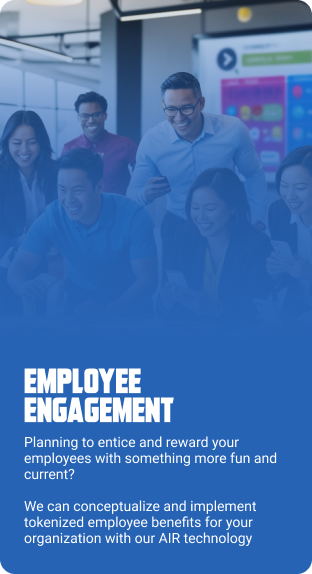 EMPLOYEE
ENGAGEMENT
Planning to entice and reward your
employees with something more fun and
current?
We can conceptualize and implement
tokenized employee benefits for your
organization with our AIR technology